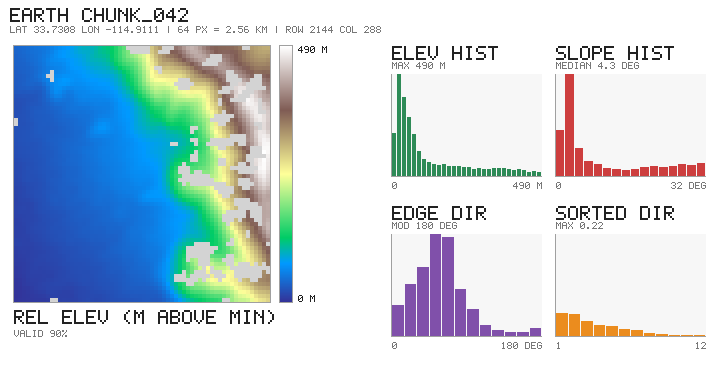 EARTH CHUNK_042
LAT 33.7308 LON -114.9111 | 64 PX = 2.56 KM | ROW 2144 COL 288
490 M
0 M
REL ELEV (M ABOVE MIN)
VALID 90%
ELEV HIST
MAX 490 M
0 490 M
SLOPE HIST
MEDIAN 4.3 DEG
0 32 DEG
EDGE DIR
MOD 180 DEG
0 180 DEG
SORTED DIR
MAX 0.22
1 12